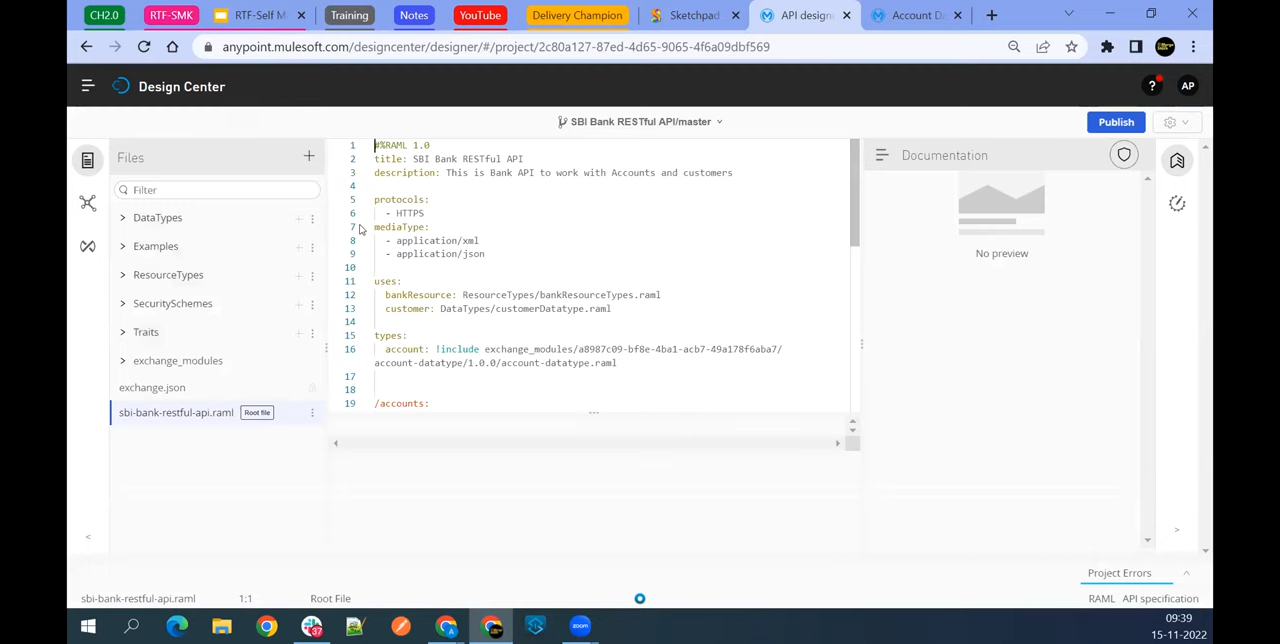 CH2.0
RTF-SMK
RTF-Self M
Training
Notes
YouTube
Delivery Champion
Sketchpad
API design
Account Da
anypoint.mulesoft.com/designcenter/designer/#/project/2c80a127-87ed-4d65-9065-4f6a09dbf569
Design Center
? AP
SBI Bank RESTful API/master
Publish
Files
Filter
DataTypes
Examples
ResourceTypes
SecuritySchemes
Traits
exchange_modules
exchange.json
sbi-bank-restful-api.raml Root file
1 #%RAML 1.0
2 title: SBI Bank RESTful API
3 description: This is Bank API to work with Accounts and customers
4
5 protocols:
6 - HTTPS
7 mediaType:
8 - application/xml
9 - application/json
10
11 uses:
12 bankResource: ResourceTypes/bankResourceTypes.raml
13 customer: DataTypes/customerDatatype.raml
14
15 types:
16 account: !include exchange_modules/a8987c09-bf8e-4ba1-acb7-49a178f6aba7/
account-datatype/1.0.0/account-datatype.raml
17
18
19 /accounts:
Documentation
No preview
Project Errors
sbi-bank-restful-api.raml 1:1 Root File
RAML API specification
37
zoom
09:39
15-11-2022